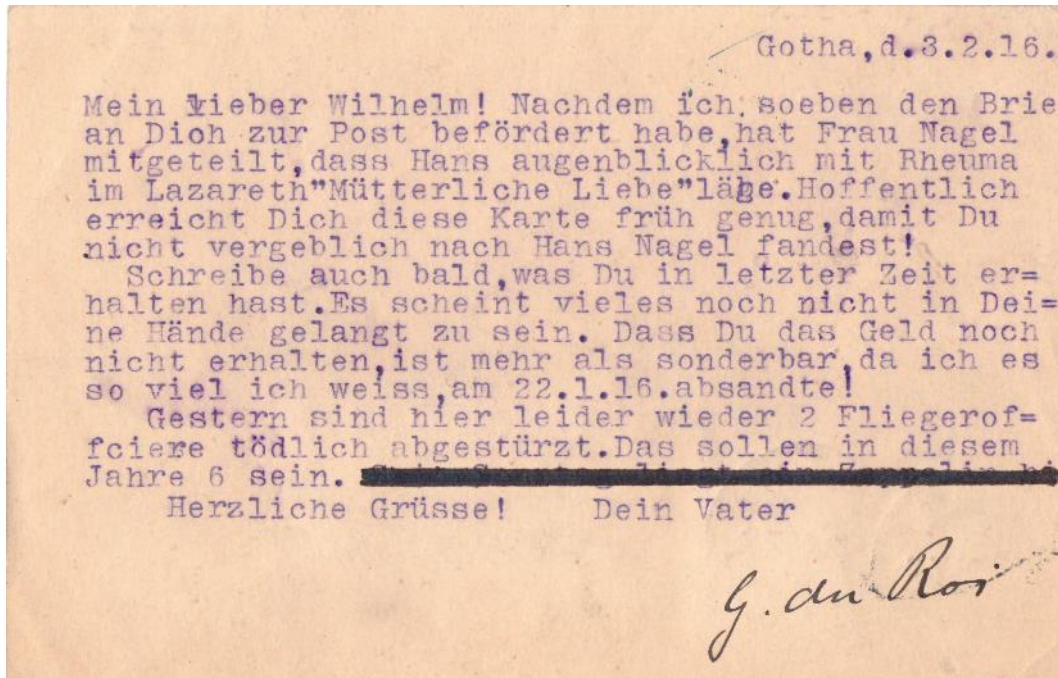 Gotha,d.3.2.16.
Mein lieber Wilhelm! Nachdem ich soeben den Brie
an Dich zur Post befördert habe,hat Frau Nagel
mitgeteilt,dass Hans augenblicklich mit Rheuma
im Lazareth"Mütterliche Liebe"läge.Hoffentlich
erreicht Dich diese Karte früh genug,damit Du
nicht vergeblich nach Hans Nagel fandest!
Schreibe auch bald,was Du in letzter Zeit er=
halten hast.Es scheint vieles noch nicht in Dei=
ne Hände gelangt zu sein. Dass Du das Geld noch
nicht erhalten,ist mehr als sonderbar,da ich es
so viel ich weiss,am 22.1.16.absandte!
Gestern sind hier leider wieder 2 Fliegerof=
fciere tödlich abgestürzt.Das sollen in diesem
Jahre 6 sein.
Herzliche Grüsse! Dein Vater
G. du Roi